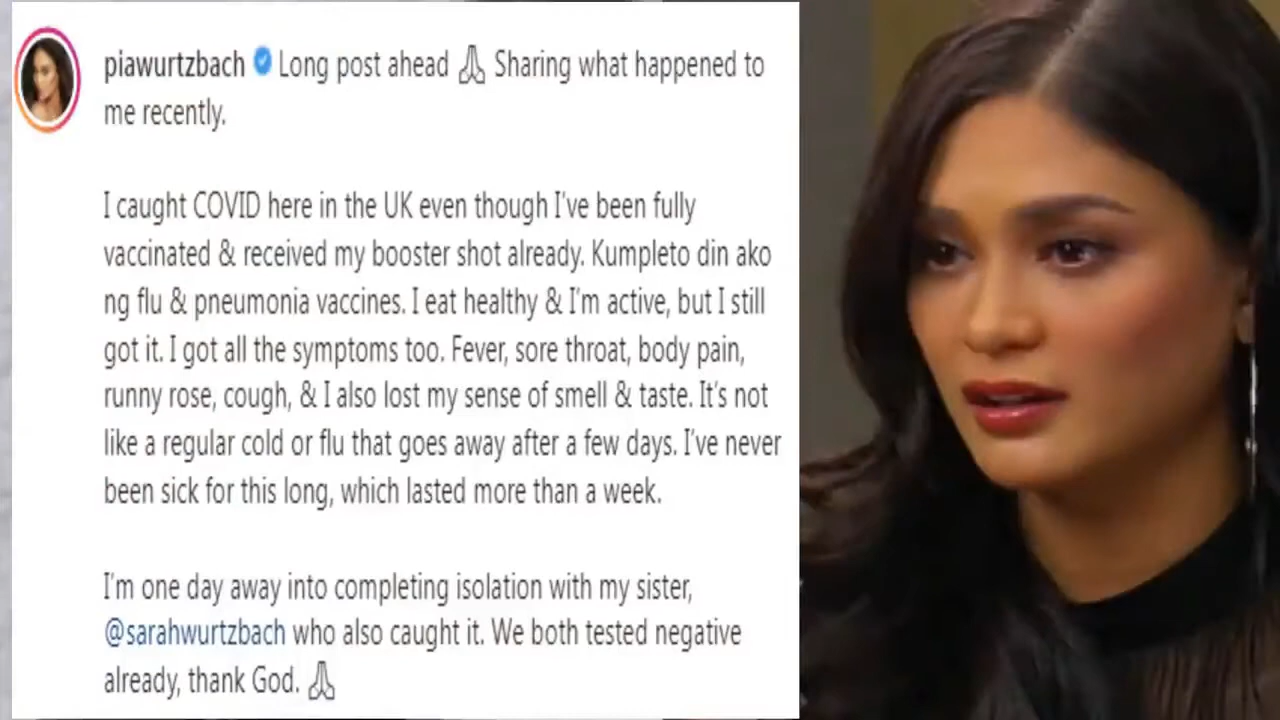 piawurtzbach Long post ahead 🙏 Sharing what happened to
me recently.
I caught COVID here in the UK even though I've been fully
vaccinated & received my booster shot already. Kumpleto din ako
ng flu & pneumonia vaccines. I eat healthy & I'm active, but I still
got it. I got all the symptoms too. Fever, sore throat, body pain,
runny rose, cough, & I also lost my sense of smell & taste. It's not
like a regular cold or flu that goes away after a few days. I've never
been sick for this long, which lasted more than a week.
I'm one day away into completing isolation with my sister,
@sarahwurtzbach who also caught it. We both tested negative
already, thank God. 🙏